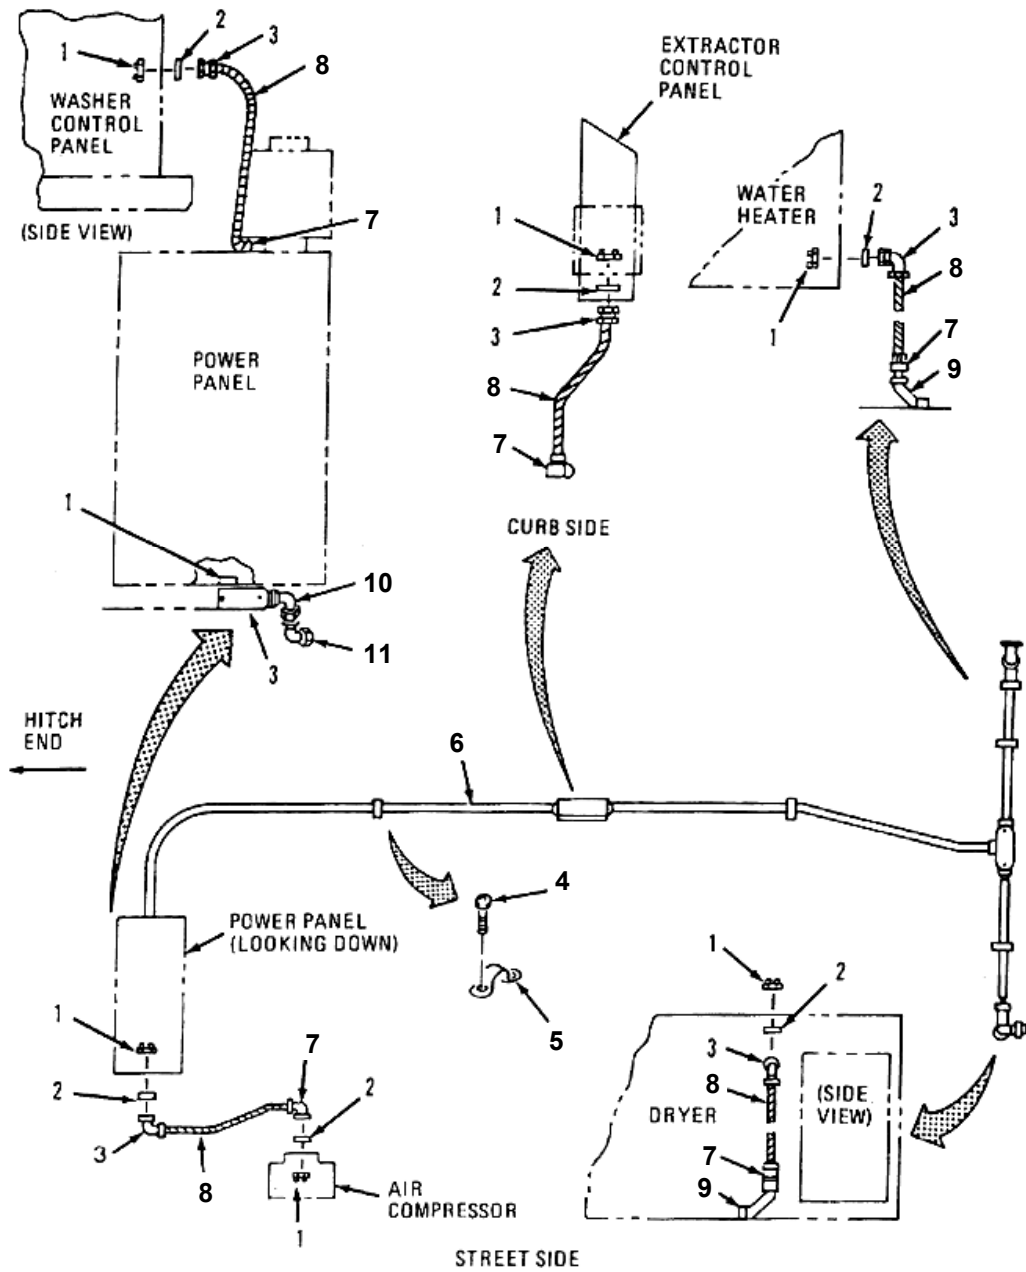 1
2
3
8
WASHER
CONTROL
PANEL
(SIDE VIEW)
7
POWER
PANEL
1
10
11
3
EXTRACTOR
CONTROL
PANEL
1
2
3
8
7
CURB SIDE
WATER
HEATER
2
3
8
1
7
9
HITCH
END
6
4
5
POWER PANEL
(LOOKING DOWN)
1
2
3
8
7
2
AIR
COMPRESSOR
1
1
2
3
8
DRYER
(SIDE
VIEW)
7
9
STREET SIDE